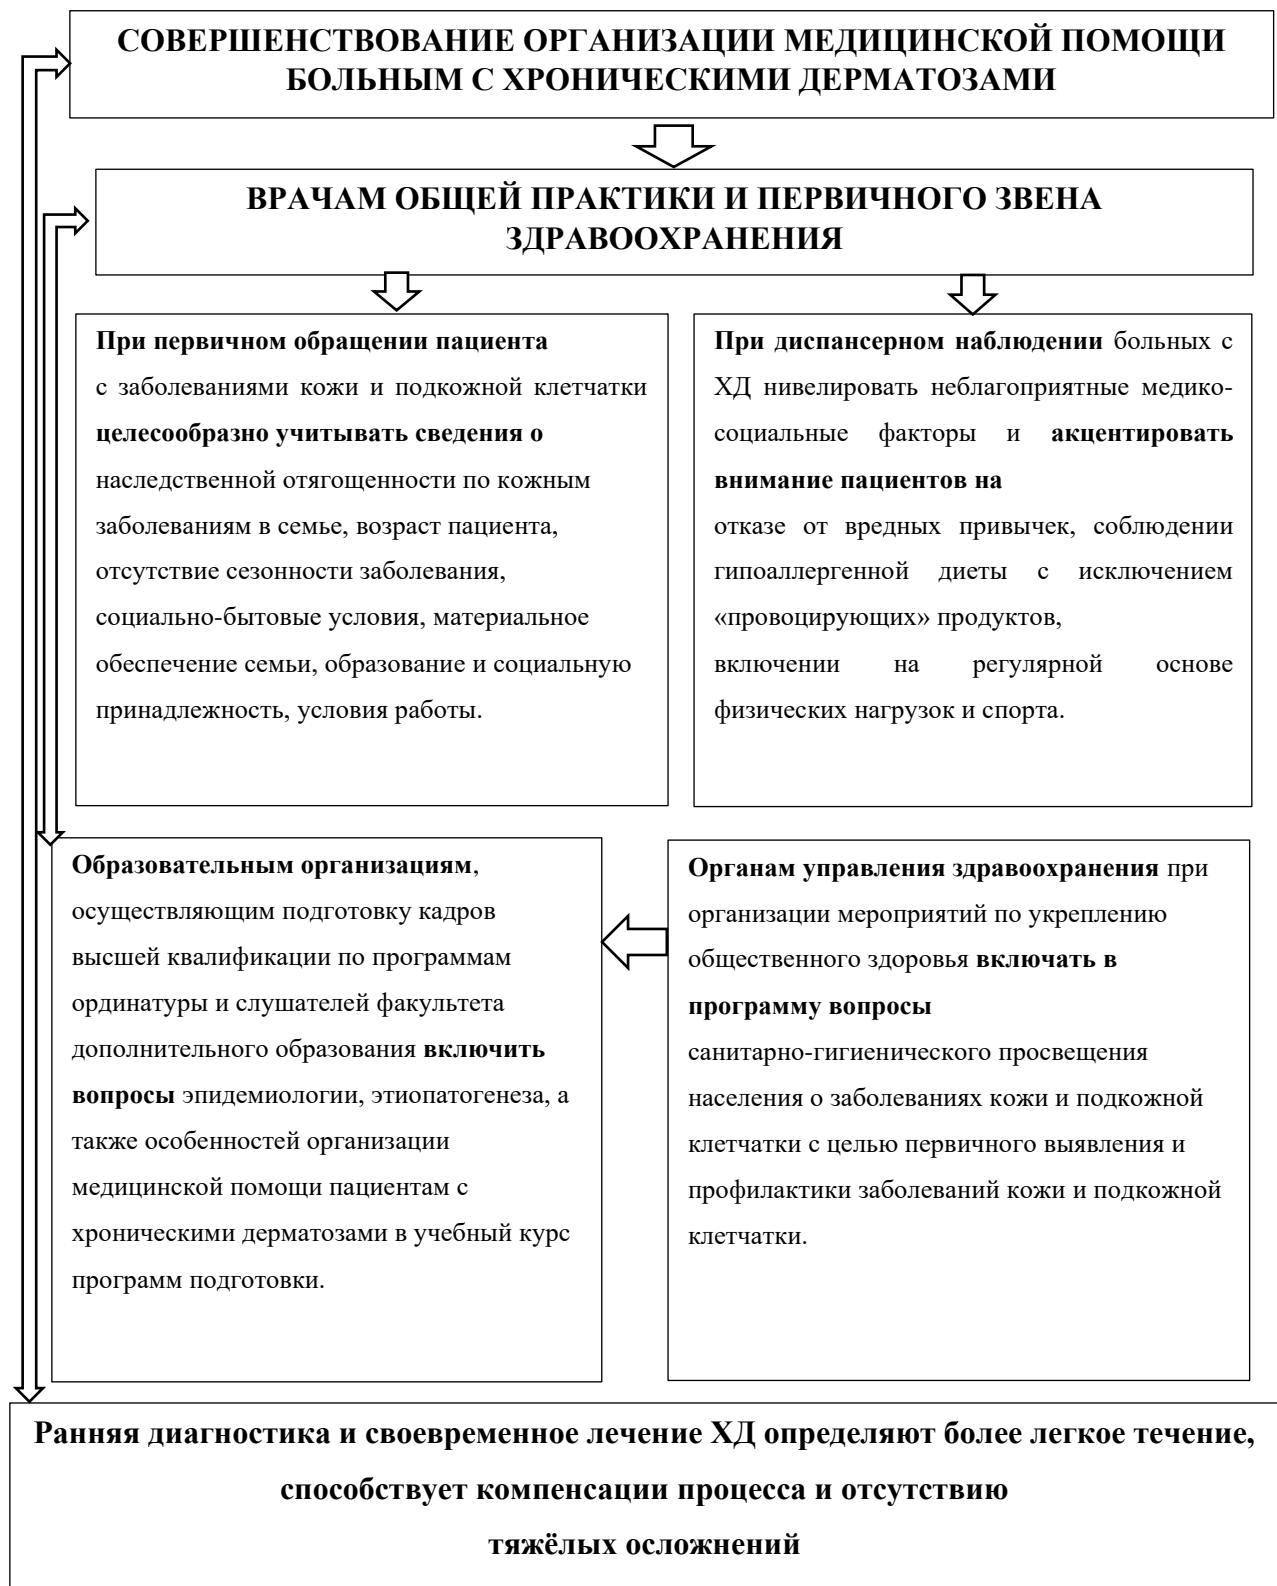 СОВЕРШЕНСТВОВАНИЕ ОРГАНИЗАЦИИ МЕДИЦИНСКОЙ ПОМОЩИ
БОЛЬНЫМ С ХРОНИЧЕСКИМИ ДЕРМАТОЗАМИ
ВРАЧАМ ОБЩЕЙ ПРАКТИКИ И ПЕРВИЧНОГО ЗВЕНА
ЗДРАВООХРАНЕНИЯ
При первичном обращении пациента
с заболеваниями кожи и подкожной клетчатки
целесообразно учитывать сведения о
наследственной отягощенности по кожным
заболеваниям в семье, возраст пациента,
отсутствие сезонности заболевания,
социально-бытовые условия, материальное
обеспечение семьи, образование и социальную
принадлежность, условия работы.
При диспансерном наблюдении больных с
ХД нивелировать неблагоприятные медико-
социальные факторы и акцентировать
внимание пациентов на
отказе от вредных привычек, соблюдении
гипоаллергенной диеты с исключением
«провоцирующих» продуктов,
включении на регулярной основе
физических нагрузок и спорта.
Образовательным организациям,
осуществляющим подготовку кадров
высшей квалификации по программам
ординатуры и слушателей факультета
дополнительного образования включить
вопросы эпидемиологии, этиопатогенеза, а
также особенностей организации
медицинской помощи пациентам с
хроническими дерматозами в учебный курс
программ подготовки.
Органам управления здравоохранения при
организации мероприятий по укреплению
общественного здоровья включать в
программу вопросы
санитарно-гигиенического просвещения
населения о заболеваниях кожи и подкожной
клетчатки с целью первичного выявления и
профилактики заболеваний кожи и подкожной
клетчатки.
Ранняя диагностика и своевременное лечение ХД определяют более легкое течение,
способствует компенсации процесса и отсутствию
тяжёлых осложнений